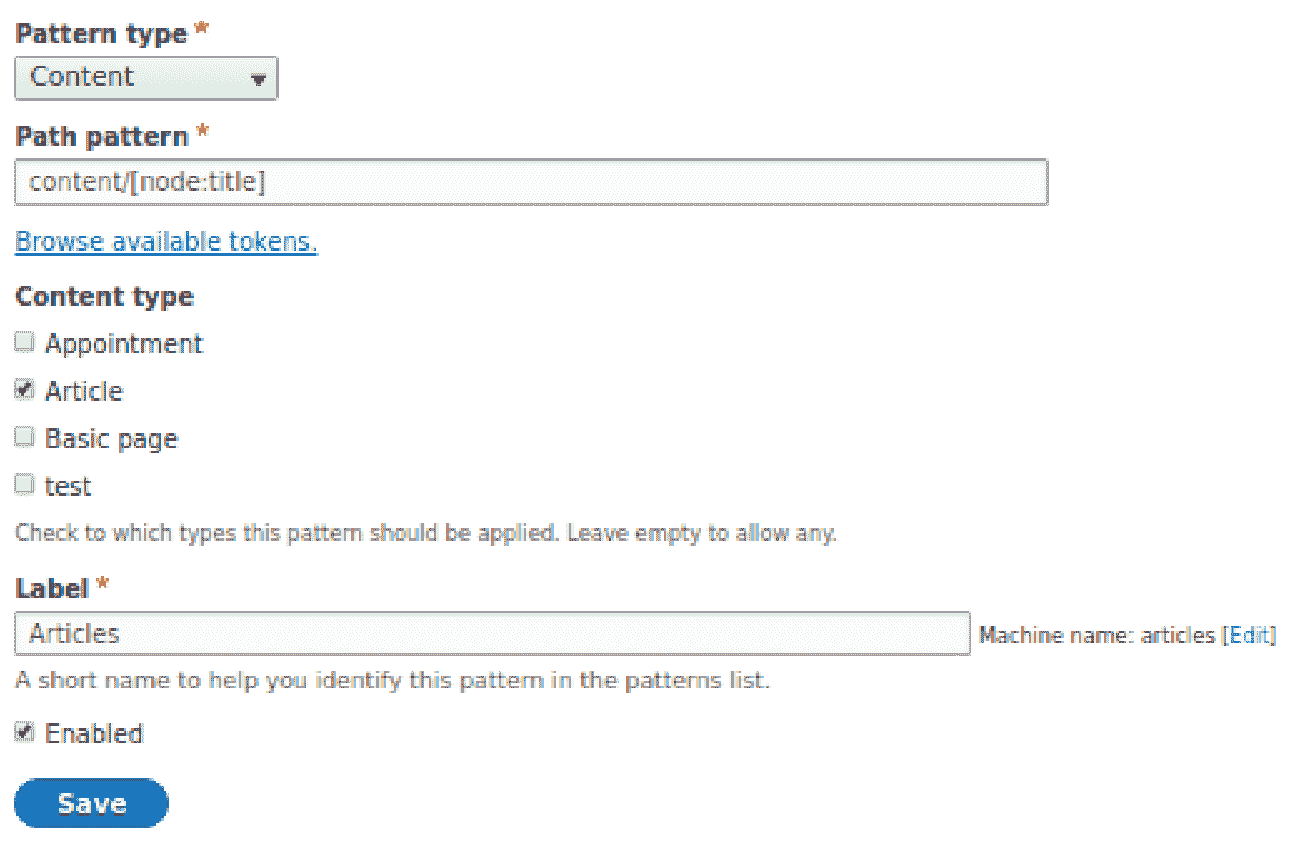 Pattern type *
Content
Path pattern *
content/[node:title]
Browse available tokens.
Content type
Appointment
Article
Basic page
test
Check to which types this pattern should be applied. Leave empty to allow any.
Label *
Articles
Machine name: articles [Edit]
A short name to help you identify this pattern in the patterns list.
Enabled
Save